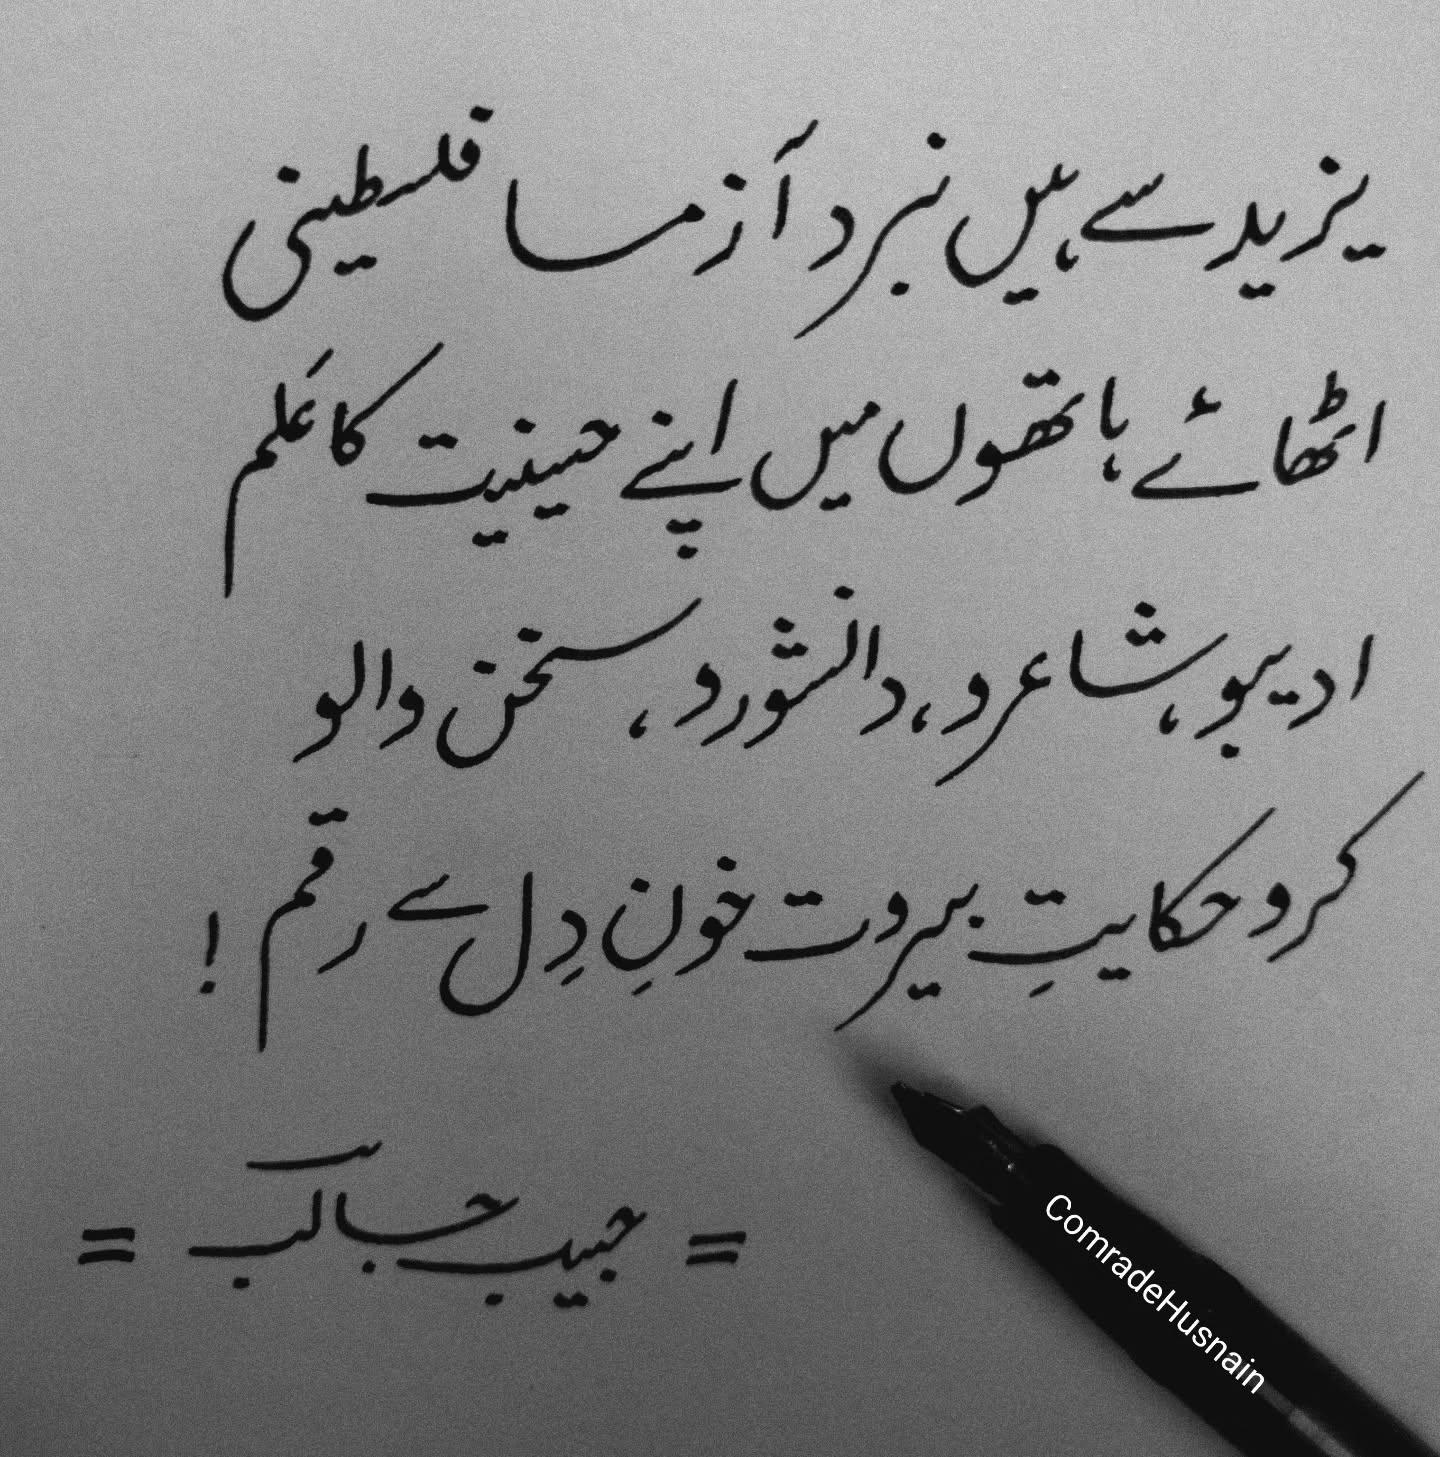 یزید سے ہیں نبرد آزما فلسطینی
اٹھائے ہاتھوں میں اپنے حسینیت کا عَلم
ادیبو، شاعرو، دانشورو، سخن والو
کرو حکایتِ بیروت خونِ دِل سے رقم !
= حبیب جالب =
ComradeHusnain